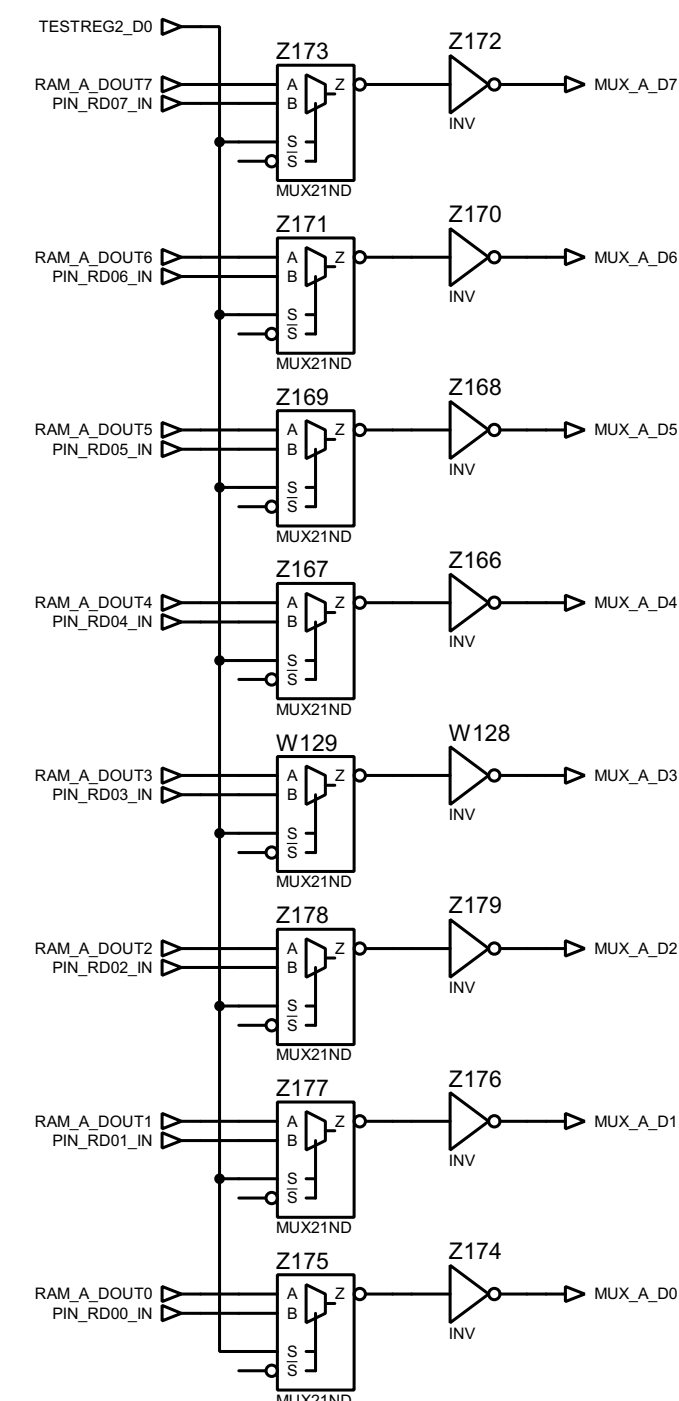 TESTREG2_D0
Z173
Z172
RAM_A_DOUT7 A Z MUX_A_D7
PIN_RD07_IN B
INV
S
S
MUX21ND
Z171
Z170
RAM_A_DOUT6 A Z MUX_A_D6
PIN_RD06_IN B
INV
S
S
MUX21ND
Z169
Z168
RAM_A_DOUT5 A Z MUX_A_D5
PIN_RD05_IN B
INV
S
S
MUX21ND
Z167
Z166
RAM_A_DOUT4 A Z MUX_A_D4
PIN_RD04_IN B
INV
S
S
MUX21ND
W129
W128
RAM_A_DOUT3 A Z MUX_A_D3
PIN_RD03_IN B
INV
S
S
MUX21ND
Z178
Z179
RAM_A_DOUT2 A Z MUX_A_D2
PIN_RD02_IN B
INV
S
S
MUX21ND
Z177
Z176
RAM_A_DOUT1 A Z MUX_A_D1
PIN_RD01_IN B
INV
S
S
MUX21ND
Z175
Z174
RAM_A_DOUT0 A Z MUX_A_D0
PIN_RD00_IN B
INV
S
S
MUX21ND